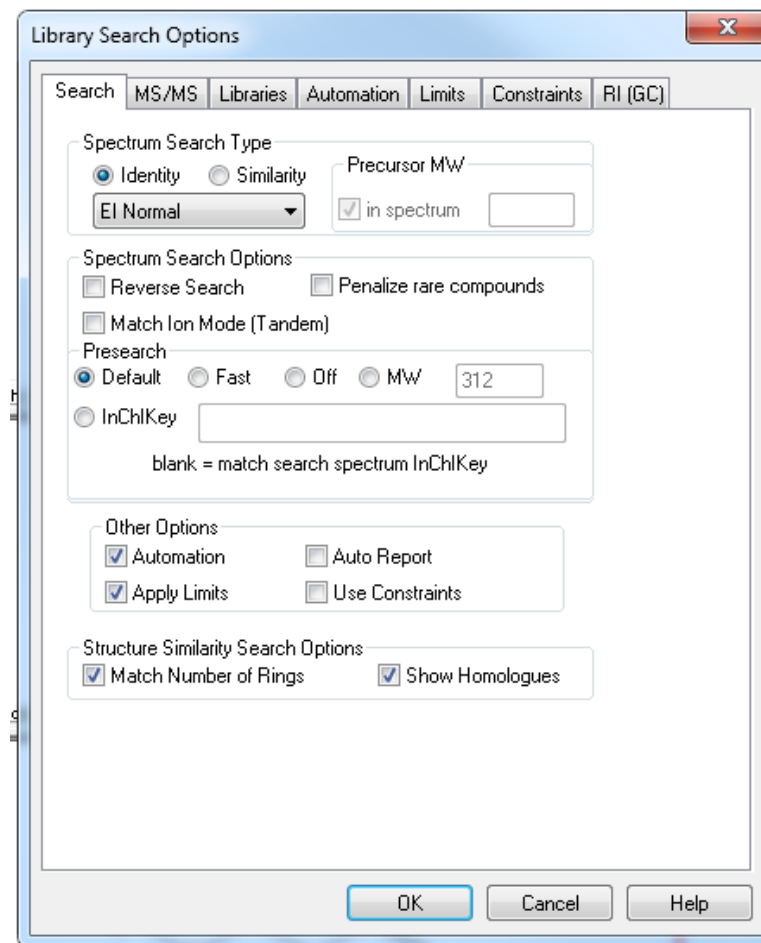 Library Search Options
Search MS/MS Libraries Automation Limits Constraints RI (GC)
Spectrum Search Type
Identity Similarity
Precursor MW
EI Normal
in spectrum
Spectrum Search Options
Reverse Search Penalize rare compounds
Match Ion Mode (Tandem)
Presearch
Default Fast Off MW 312
InChIKey
blank = match search spectrum InChIKey
Other Options
Automation Auto Report
Apply Limits Use Constraints
Structure Similarity Search Options
Match Number of Rings Show Homologues
OK Cancel Help